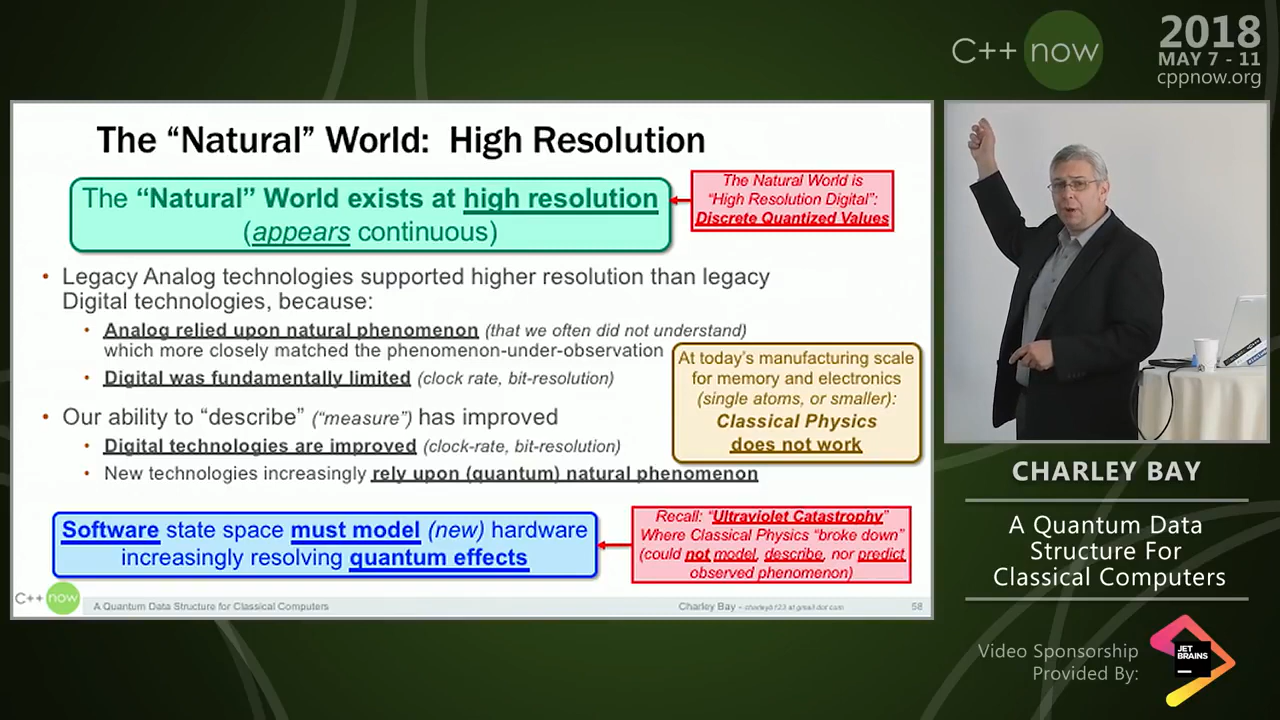 C++ now
2018
MAY 7 - 11
cppnow.org
The “Natural” World: High Resolution
The “Natural” World exists at high resolution
(appears continuous)
The Natural World is
“High Resolution Digital”:
Discrete Quantized Values
• Legacy Analog technologies supported higher resolution than legacy
Digital technologies, because:
• Analog relied upon natural phenomenon (that we often did not understand)
which more closely matched the phenomenon-under-observation
• Digital was fundamentally limited (clock rate, bit-resolution)
At today’s manufacturing scale
for memory and electronics
(single atoms, or smaller):
Classical Physics
does not work
• Our ability to “describe” (“measure”) has improved
• Digital technologies are improved (clock-rate, bit-resolution)
• New technologies increasingly rely upon (quantum) natural phenomenon
Software state space must model (new) hardware
increasingly resolving quantum effects
Recall: “Ultraviolet Catastrophy”
Where Classical Physics “broke down”
(could not model, describe, nor predict
observed phenomenon)
C++ now
A Quantum Data Structure for Classical Computers
Charley Bay –
58
CHARLEY BAY
A Quantum Data
Structure For
Classical Computers
Video Sponsorship
Provided By:
JET
BRAINS